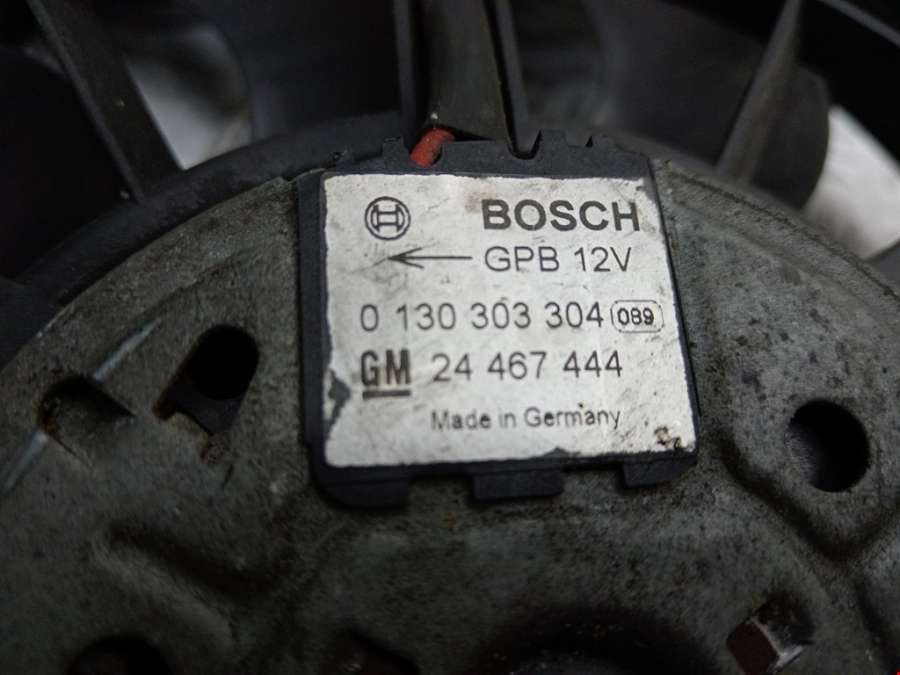 BOSCH
GPB 12V
0 130 303 304 089
GM 24 467 444
Made in Germany